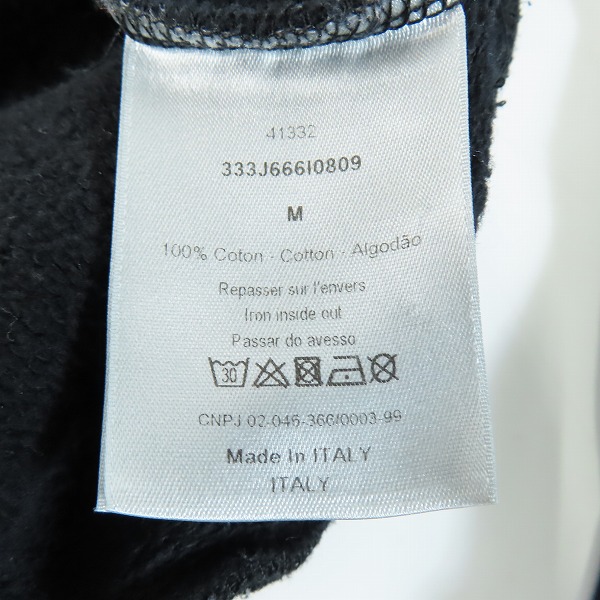 41332
333J666I0809
M
100% Coton - Cotton - Algodão
Repasser sur l'envers
Iron inside out
Passar do avesso
30
CNPJ 02-046-366/0003-99
Made In ITALY
ITALY